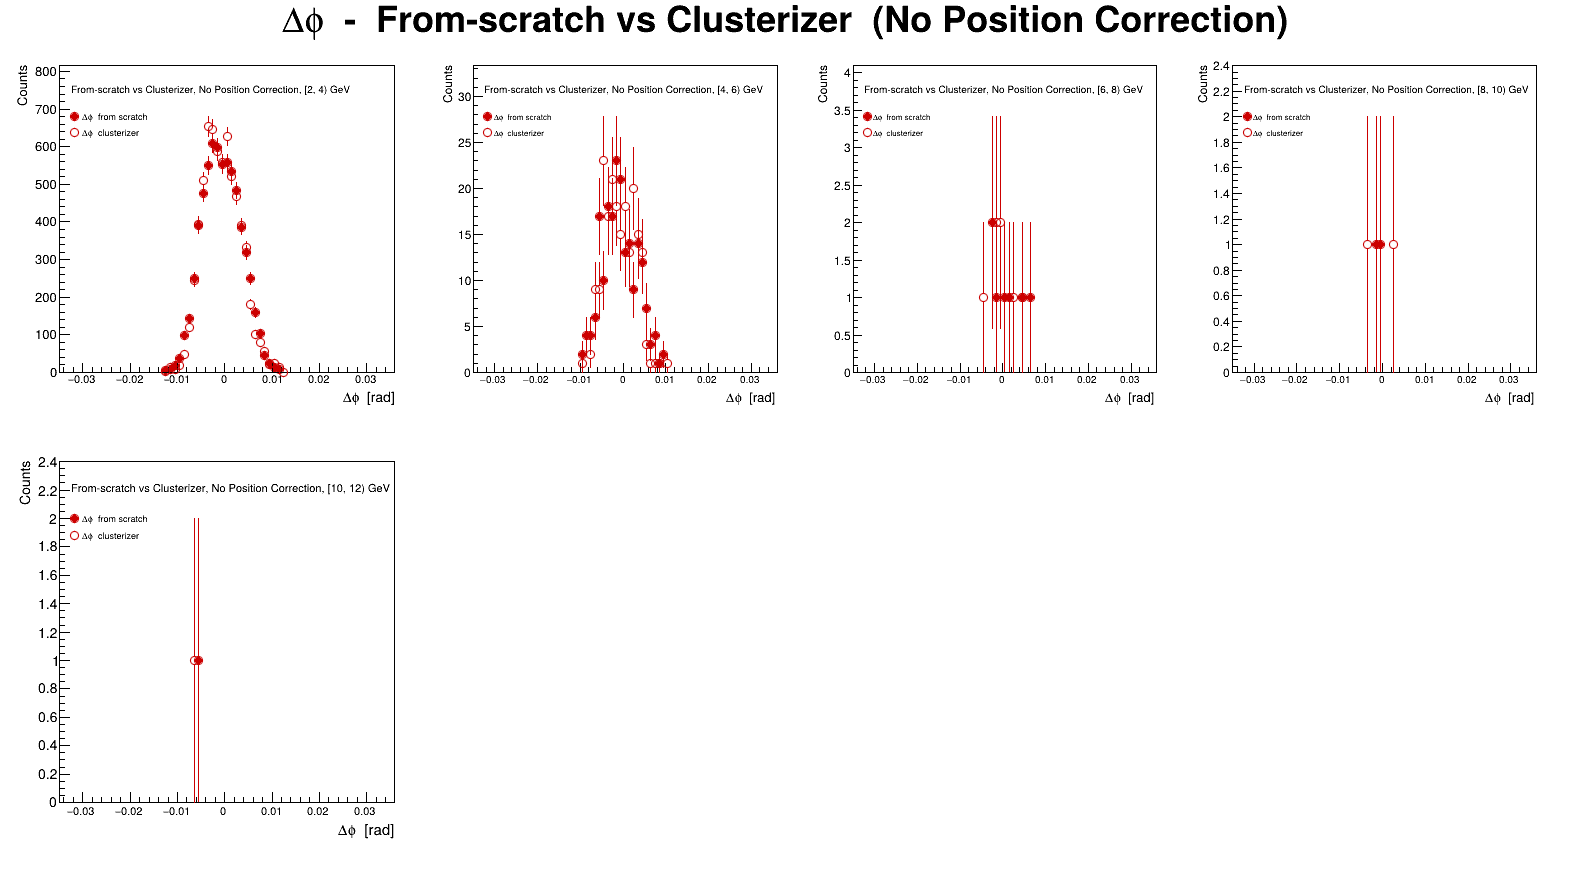 Δϕ - From-scratch vs Clusterizer (No Position Correction)
Counts
From-scratch vs Clusterizer, No Position Correction, [2, 4) GeV
Δϕ from scratch
Δϕ clusterizer
800
700
600
500
400
300
200
100
0
−0.03 −0.02 −0.01 0 0.01 0.02 0.03
Δϕ [rad]
Counts
From-scratch vs Clusterizer, No Position Correction, [4, 6) GeV
Δϕ from scratch
Δϕ clusterizer
30
25
20
15
10
5
0
−0.03 −0.02 −0.01 0 0.01 0.02 0.03
Δϕ [rad]
Counts
From-scratch vs Clusterizer, No Position Correction, [6, 8) GeV
Δϕ from scratch
Δϕ clusterizer
4
3.5
3
2.5
2
1.5
1
0.5
0
−0.03 −0.02 −0.01 0 0.01 0.02 0.03
Δϕ [rad]
Counts
From-scratch vs Clusterizer, No Position Correction, [8, 10) GeV
Δϕ from scratch
Δϕ clusterizer
2.4
2.2
2
1.8
1.6
1.4
1.2
1
0.8
0.6
0.4
0.2
0
−0.03 −0.02 −0.01 0 0.01 0.02 0.03
Δϕ [rad]
Counts
From-scratch vs Clusterizer, No Position Correction, [10, 12) GeV
Δϕ from scratch
Δϕ clusterizer
2.4
2.2
2
1.8
1.6
1.4
1.2
1
0.8
0.6
0.4
0.2
0
−0.03 −0.02 −0.01 0 0.01 0.02 0.03
Δϕ [rad]